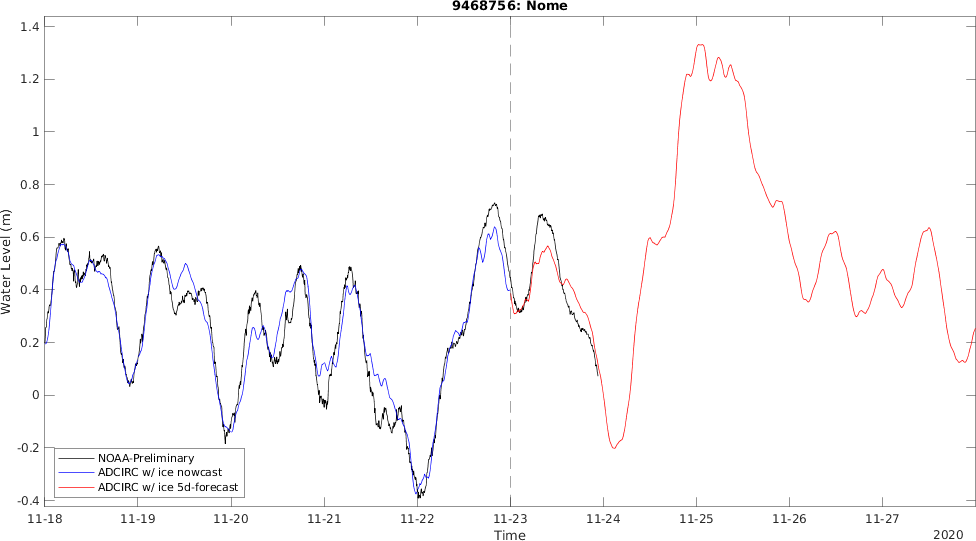 9468756: Nome
1.4
1.2
1
0.8
0.6
0.4
0.2
0
-0.2
-0.4
Water Level (m)
NOAA-Preliminary
ADCIRC w/ ice nowcast
ADCIRC w/ ice 5d-forecast
11-18 11-19 11-20 11-21 11-22 11-23 11-24 11-25 11-26 11-27
Time
2020